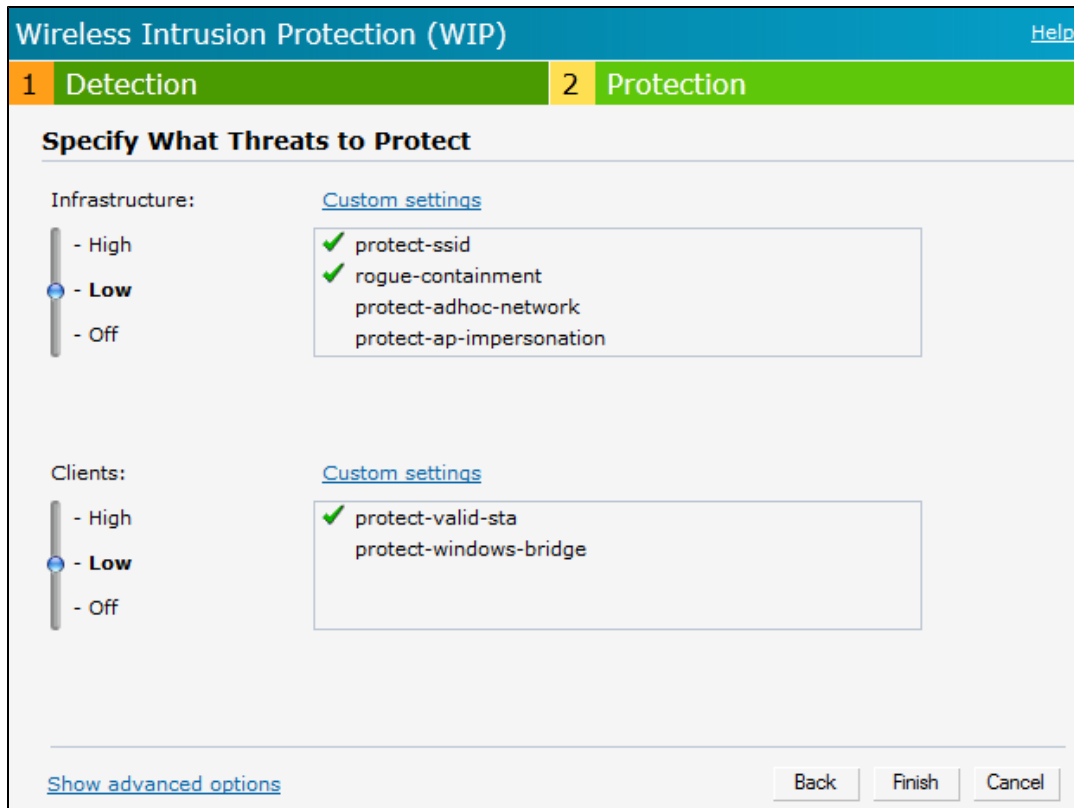 Wireless Intrusion Protection (WIP)
Help
1 Detection
2 Protection
Specify What Threats to Protect
Infrastructure:
Custom settings
- High
- Low
- Off
protect-ssid
rogue-containment
protect-adhoc-network
protect-ap-impersonation
Clients:
Custom settings
- High
- Low
- Off
protect-valid-sta
protect-windows-bridge
Show advanced options
Back
Finish
Cancel